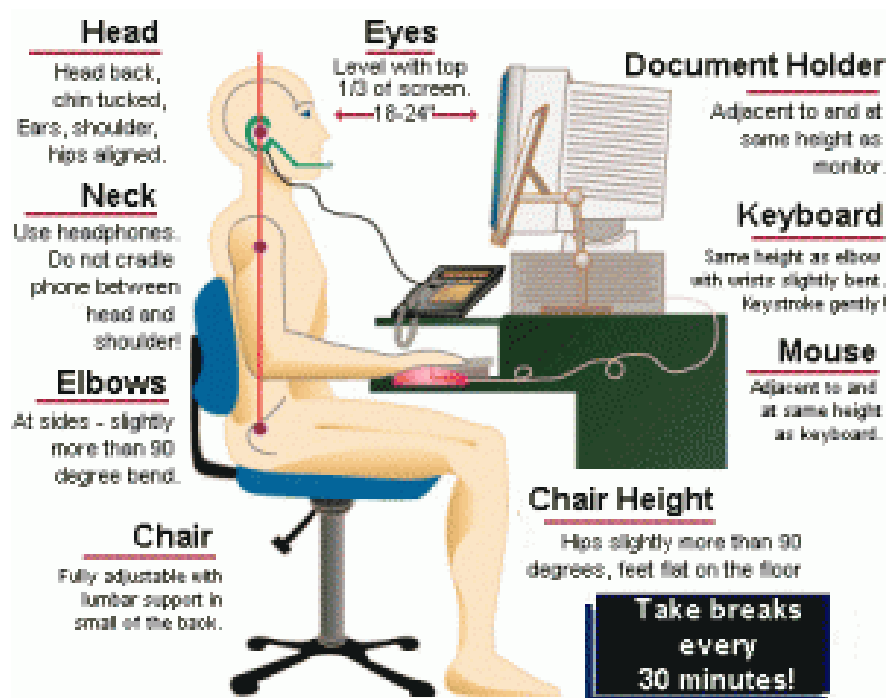 Head
Head back,
chin tucked,
Ears, shoulder,
hips aligned.
Neck
Use headphones.
Do not cradle
phone between
head and
shoulder!
Elbows
At sides - slightly
more than 90
degree bend.
Chair
Fully adjustable with
lumbar support in
small of the back.
Eyes
Level with top
1/3 of screen.
18-24"
Document Holder
Adjacent to and at
same height as
monitor.
Keyboard
Same height as elbow
with wrists slightly bent.
Keystroke gently!
Mouse
Adjacent to and
at same height
as keyboard.
Chair Height
Hips slightly more than 90
degrees, feet flat on the floor
Take breaks
every
30 minutes!